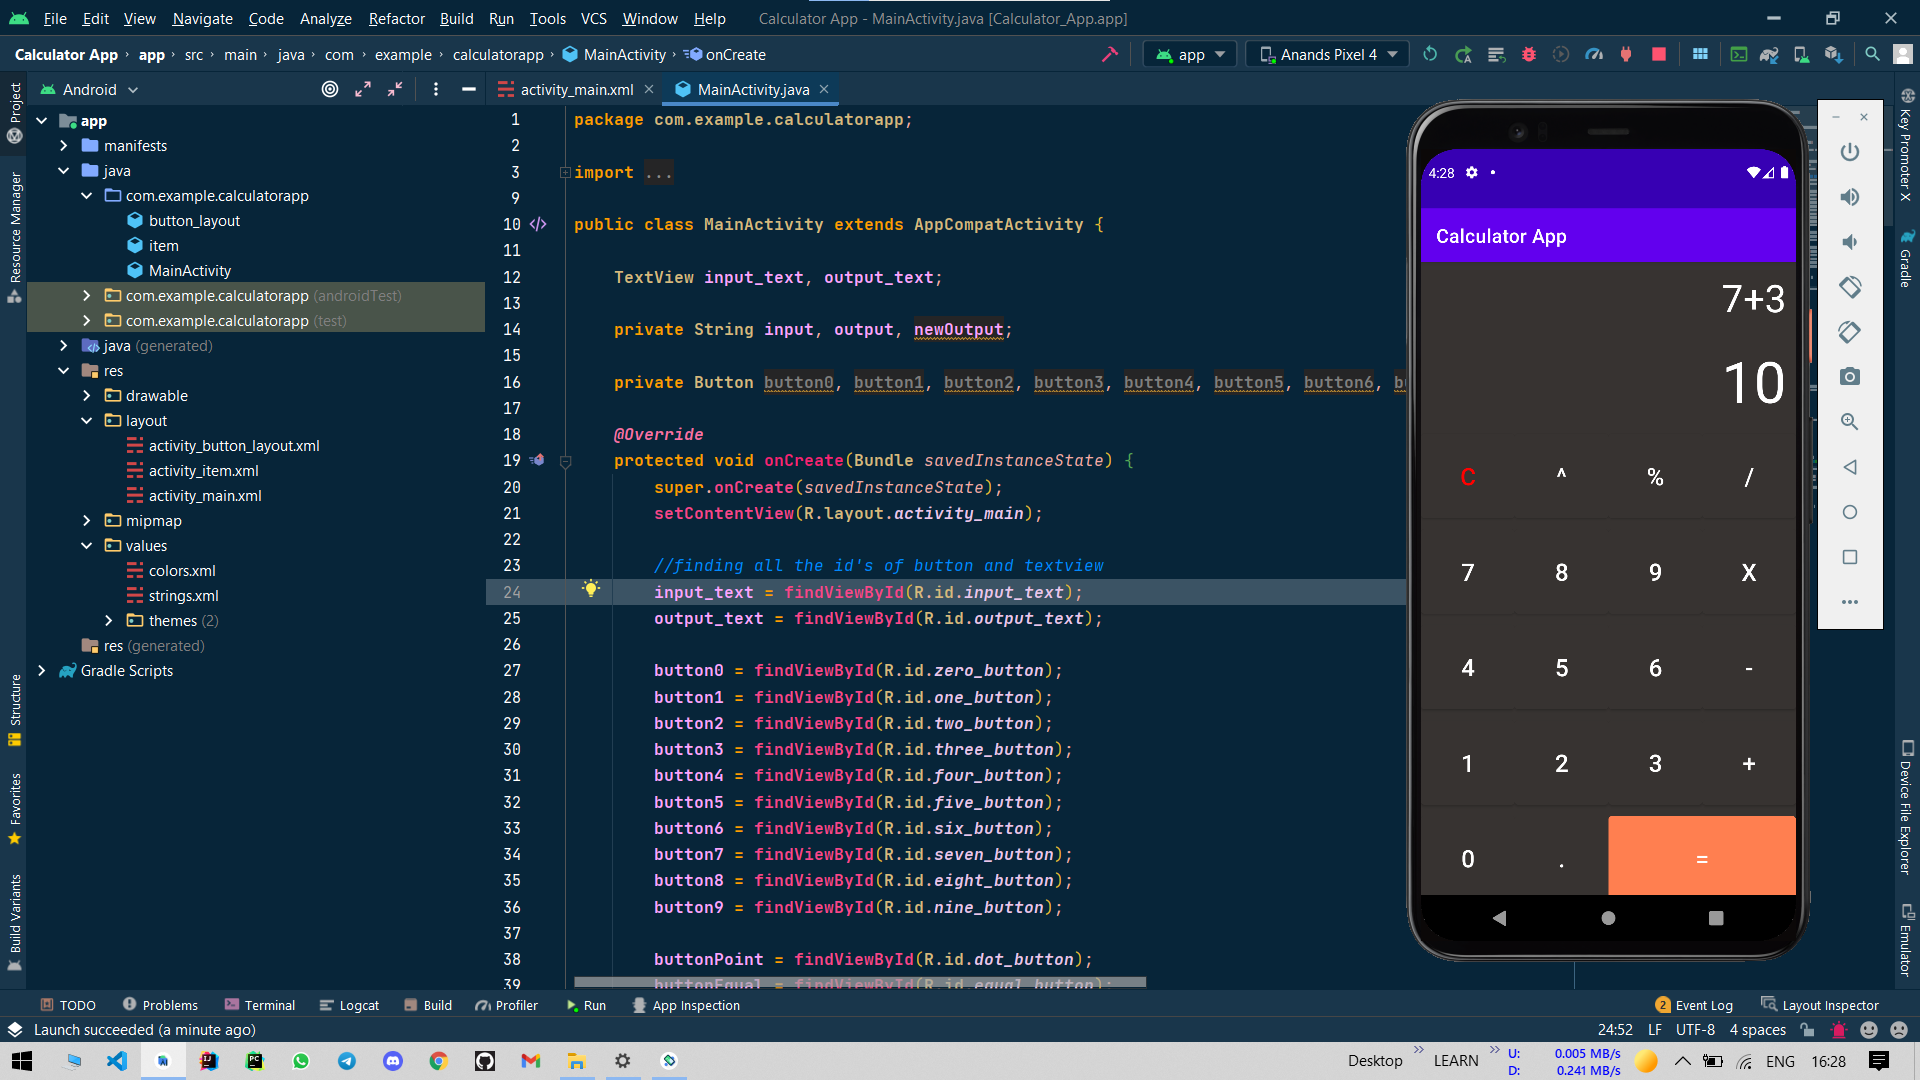 File Edit View Navigate Code Analyze Refactor Build Run Tools VCS Window Help Calculator App - MainActivity.java [Calculator_App.app]
Calculator App › app › src › main › java › com › example › calculatorapp › MainActivity › onCreate
app Anands Pixel 4
Android
activity_main.xml MainActivity.java
Project
Resource Manager
Structure
Favorites
Build Variants
app
manifests
java
com.example.calculatorapp
button_layout
item
MainActivity
com.example.calculatorapp (androidTest)
com.example.calculatorapp (test)
java (generated)
res
drawable
layout
activity_button_layout.xml
activity_item.xml
activity_main.xml
mipmap
values
colors.xml
strings.xml
themes (2)
res (generated)
Gradle Scripts
1 package com.example.calculatorapp;
2
3 import ...
9
10 public class MainActivity extends AppCompatActivity {
11
12 TextView input_text, output_text;
13
14 private String input, output, newOutput;
15
16 private Button button0, button1, button2, button3, button4, button5, button6,
17
18 @Override
19 protected void onCreate(Bundle savedInstanceState) {
20 super.onCreate(savedInstanceState);
21 setContentView(R.layout.activity_main);
22
23 //finding all the id's of button and textview
24 input_text = findViewById(R.id.input_text);
25 output_text = findViewById(R.id.output_text);
26
27 button0 = findViewById(R.id.zero_button);
28 button1 = findViewById(R.id.one_button);
29 button2 = findViewById(R.id.two_button);
30 button3 = findViewById(R.id.three_button);
31 button4 = findViewById(R.id.four_button);
32 button5 = findViewById(R.id.five_button);
33 button6 = findViewById(R.id.six_button);
34 button7 = findViewById(R.id.seven_button);
35 button8 = findViewById(R.id.eight_button);
36 button9 = findViewById(R.id.nine_button);
37
38 buttonPoint = findViewById(R.id.dot_button);
39 buttonEqual = findViewById(R.id.equal_button);
4:28
Calculator App
7+3
10
C ^ % /
7 8 9 X
4 5 6 -
1 2 3 +
0 . =
Key Promoter X
Gradle
Device File Explorer
Emulator
TODO Problems Terminal Logcat Build Profiler Run App Inspection 2 Event Log Layout Inspector
Launch succeeded (a minute ago) 24:52 LF UTF-8 4 spaces
Desktop » LEARN » U: 0.005 MB/s
D: 0.241 MB/s
ENG 16:28